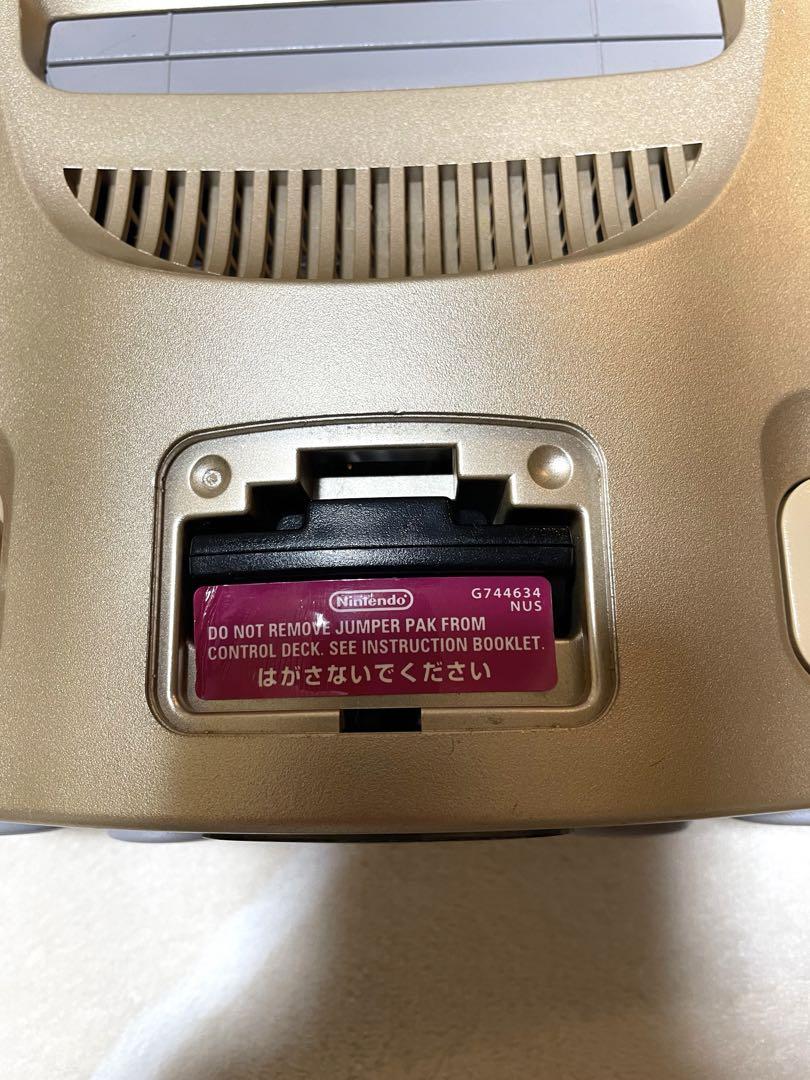 Nintendo
G744634
NUS
DO NOT REMOVE JUMPER PAK FROM
CONTROL DECK. SEE INSTRUCTION BOOKLET.
はがさないでください